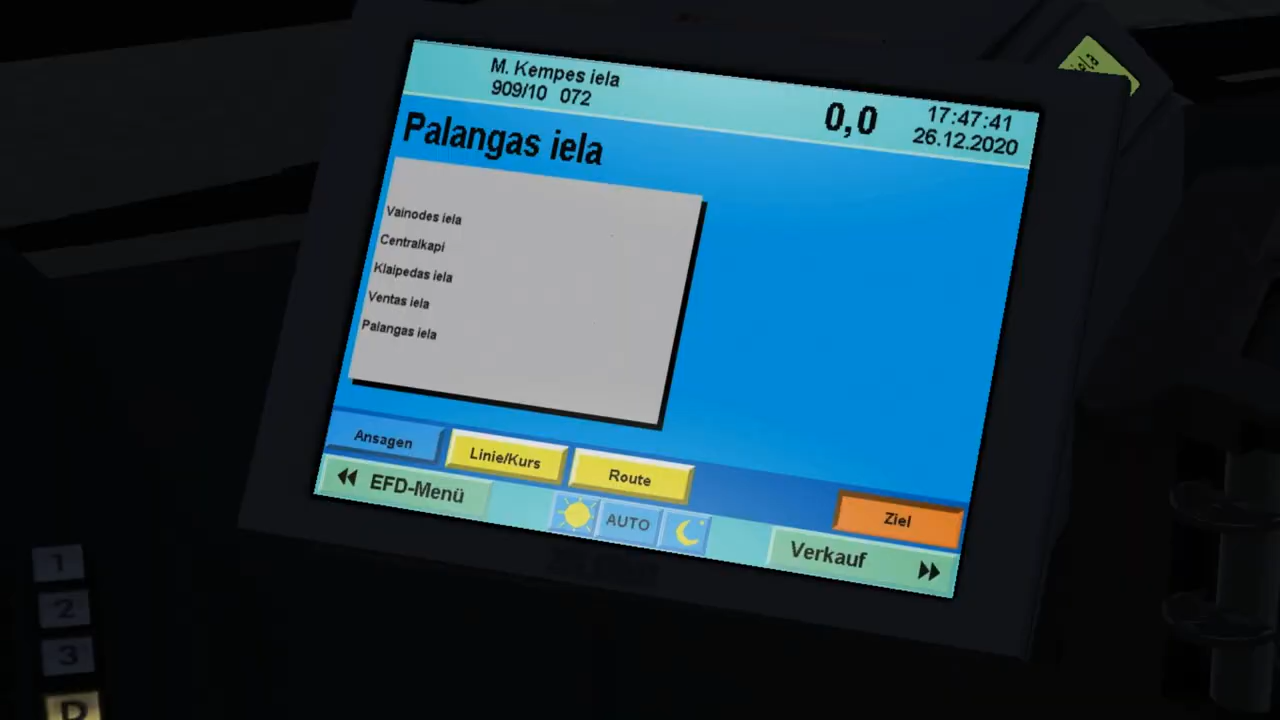 M. Kempes iela
909/10 072
0,0
17:47:41
26.12.2020
Palangas iela
Vainodes iela
Centralkapi
Klaipedas iela
Ventas iela
Palangas iela
Ansagen
Linie/Kurs
Route
Ziel
EFD-Menü
AUTO
Verkauf
1
2
3
D